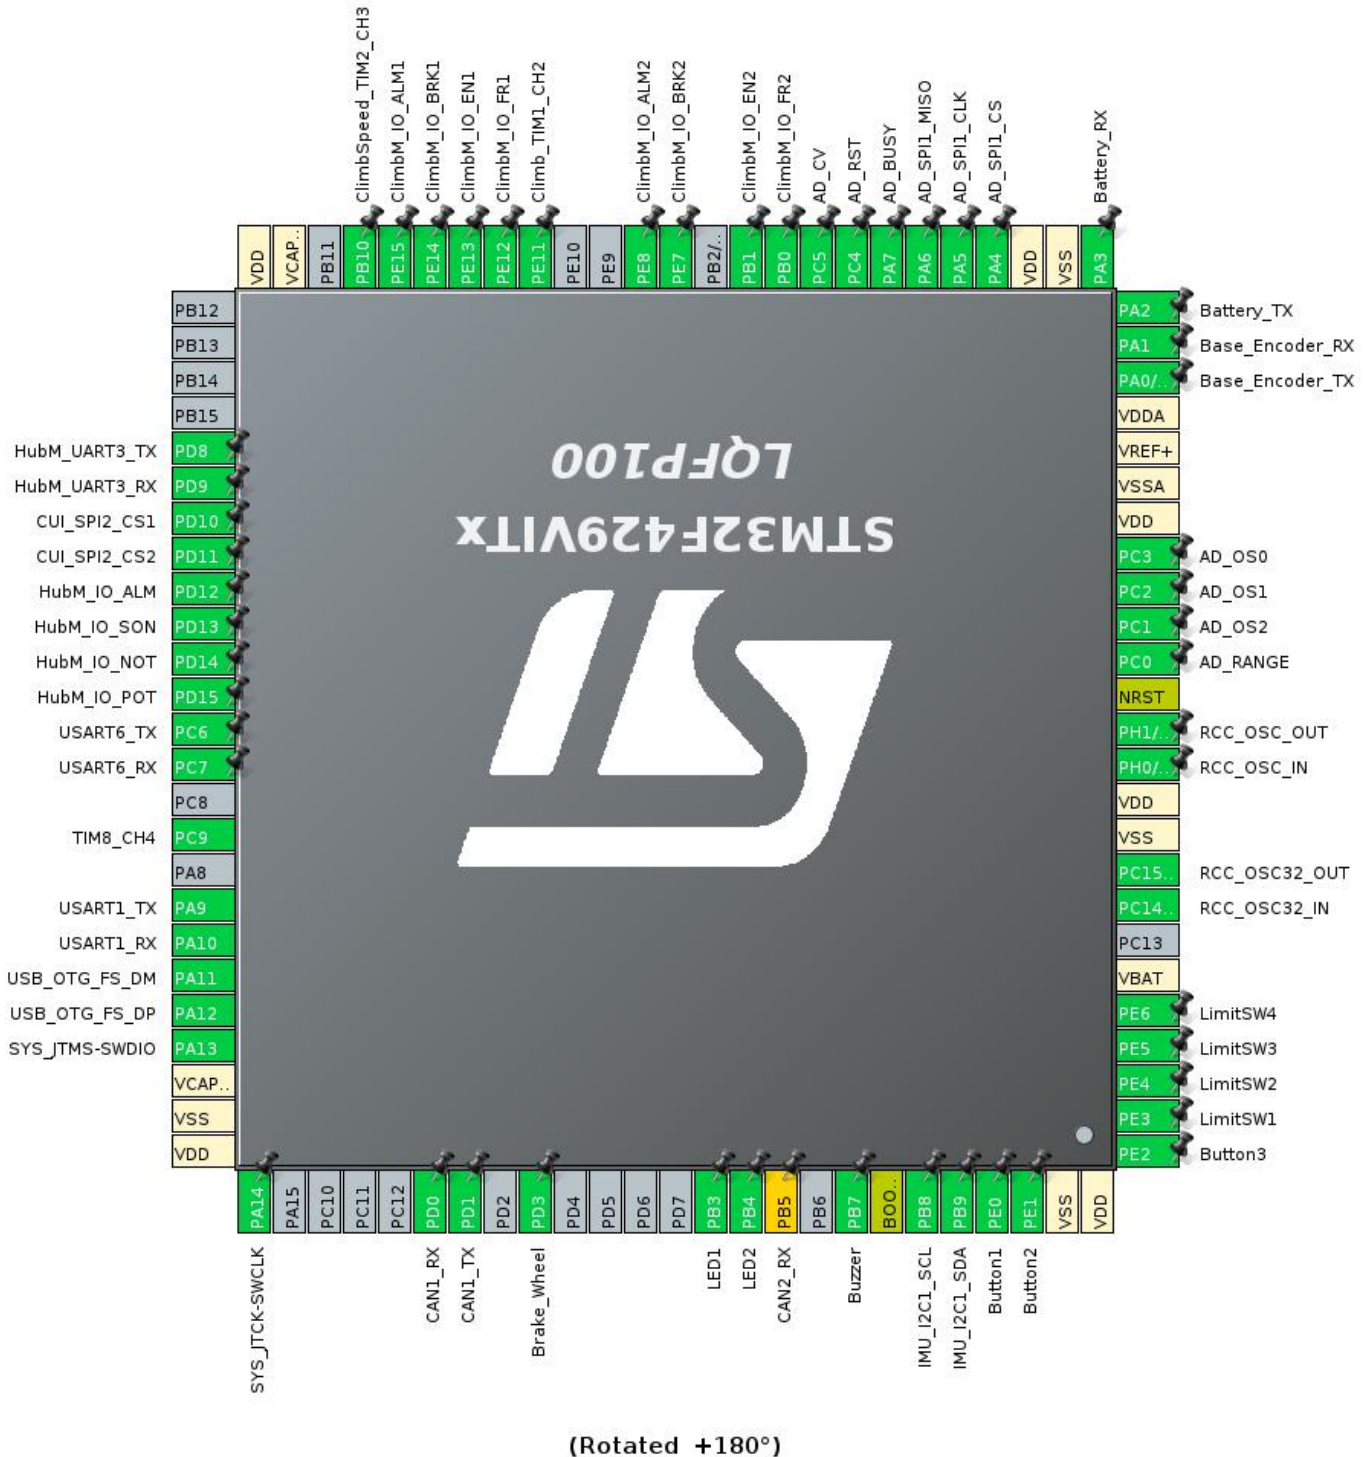 ClimbSpeed_TIM2_CH3
ClimbM_IO_ALM1
ClimbM_IO_BRK1
ClimbM_IO_EN1
ClimbM_IO_FR1
Climb_TIM1_CH2
ClimbM_IO_ALM2
ClimbM_IO_BRK2
ClimbM_IO_EN2
ClimbM_IO_FR2
AD_CV
AD_RST
AD_BUSY
AD_SPI1_MISO
AD_SPI1_CLK
AD_SPI1_CS
Battery_RX
VDD
VCAP..
PB11
PB10
PE15
PE14
PE13
PE12
PE11
PE10
PE9
PE8
PE7
PB2/..
PB1
PB0
PC5
PC4
PA7
PA6
PA5
PA4
VDD
VSS
PA3
PB12
PB13
PB14
PB15
HubM_UART3_TX PD8
HubM_UART3_RX PD9
CUI_SPI2_CS1 PD10
CUI_SPI2_CS2 PD11
HubM_IO_ALM PD12
HubM_IO_SON PD13
HubM_IO_NOT PD14
HubM_IO_POT PD15
USART6_TX PC6
USART6_RX PC7
PC8
TIM8_CH4 PC9
PA8
USART1_TX PA9
USART1_RX PA10
USB_OTG_FS_DM PA11
USB_OTG_FS_DP PA12
SYS_JTMS-SWDIO PA13
VCAP..
VSS
VDD
STM32F429VITx
LQFP100
PA2 Battery_TX
PA1 Base_Encoder_RX
PA0/.. Base_Encoder_TX
VDDA
VREF+
VSSA
VDD
PC3 AD_OS0
PC2 AD_OS1
PC1 AD_OS2
PC0 AD_RANGE
NRST
PH1/.. RCC_OSC_OUT
PH0/.. RCC_OSC_IN
VDD
VSS
PC15.. RCC_OSC32_OUT
PC14.. RCC_OSC32_IN
PC13
VBAT
PE6 LimitSW4
PE5 LimitSW3
PE4 LimitSW2
PE3 LimitSW1
PE2 Button3
PA14
PA15
PC10
PC11
PC12
PD0
PD1
PD2
PD3
PD4
PD5
PD6
PD7
PB3
PB4
PB5
PB6
PB7
BOO..
PB8
PB9
PE0
PE1
VSS
VDD
SYS_JTCK-SWCLK
CAN1_RX
CAN1_TX
Brake_Wheel
LED1
LED2
CAN2_RX
Buzzer
IMU_I2C1_SCL
IMU_I2C1_SDA
Button1
Button2
(Rotated +180°)